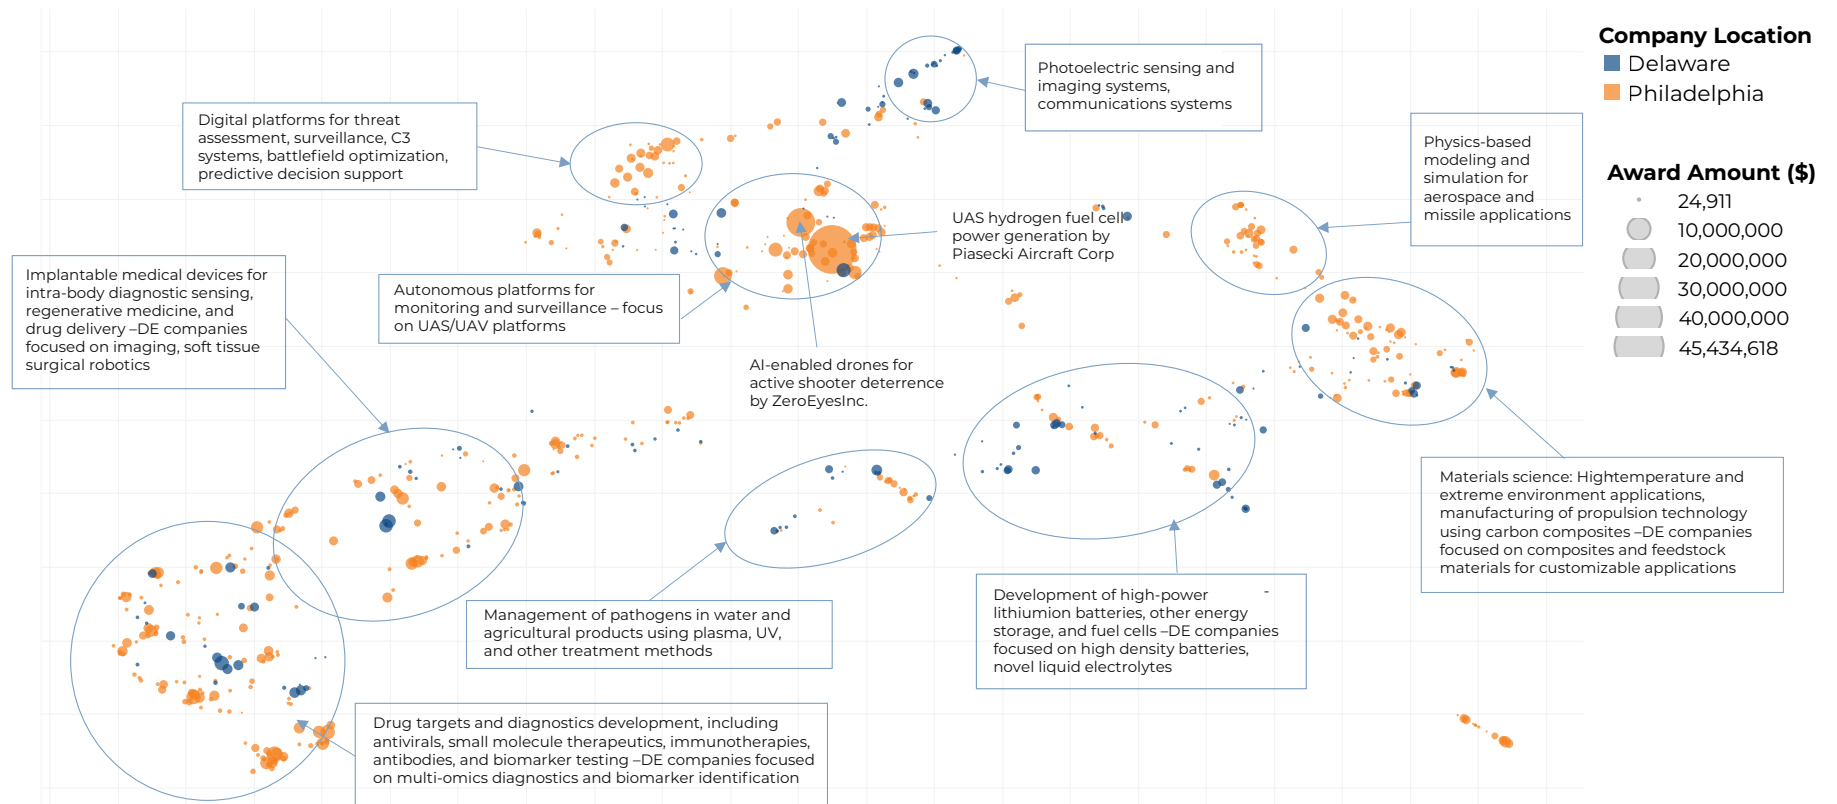 Company Location
Delaware
Philadelphia
Award Amount ($)
24,911
10,000,000
20,000,000
30,000,000
40,000,000
45,434,618
Photoelectric sensing and
imaging systems,
communications systems
Digital platforms for threat
assessment, surveillance, C3
systems, battlefield optimization,
predictive decision support
Physics-based
modeling and
simulation for
aerospace and
missile applications
UAS hydrogen fuel cell
power generation by
Piasecki Aircraft Corp
Implantable medical devices for
intra-body diagnostic sensing,
regenerative medicine, and
drug delivery –DE companies
focused on imaging, soft tissue
surgical robotics
Autonomous platforms for
monitoring and surveillance – focus
on UAS/UAV platforms
AI-enabled drones for
active shooter deterrence
by ZeroEyesInc.
Materials science: Hightemperature and
extreme environment applications,
manufacturing of propulsion technology
using carbon composites –DE companies
focused on composites and feedstock
materials for customizable applications
Management of pathogens in water and
agricultural products using plasma, UV,
and other treatment methods
Development of high-power -
lithiumion batteries, other energy
storage, and fuel cells –DE companies
focused on high density batteries,
novel liquid electrolytes
Drug targets and diagnostics development, including
antivirals, small molecule therapeutics, immunotherapies,
antibodies, and biomarker testing –DE companies focused
on multi-omics diagnostics and biomarker identification